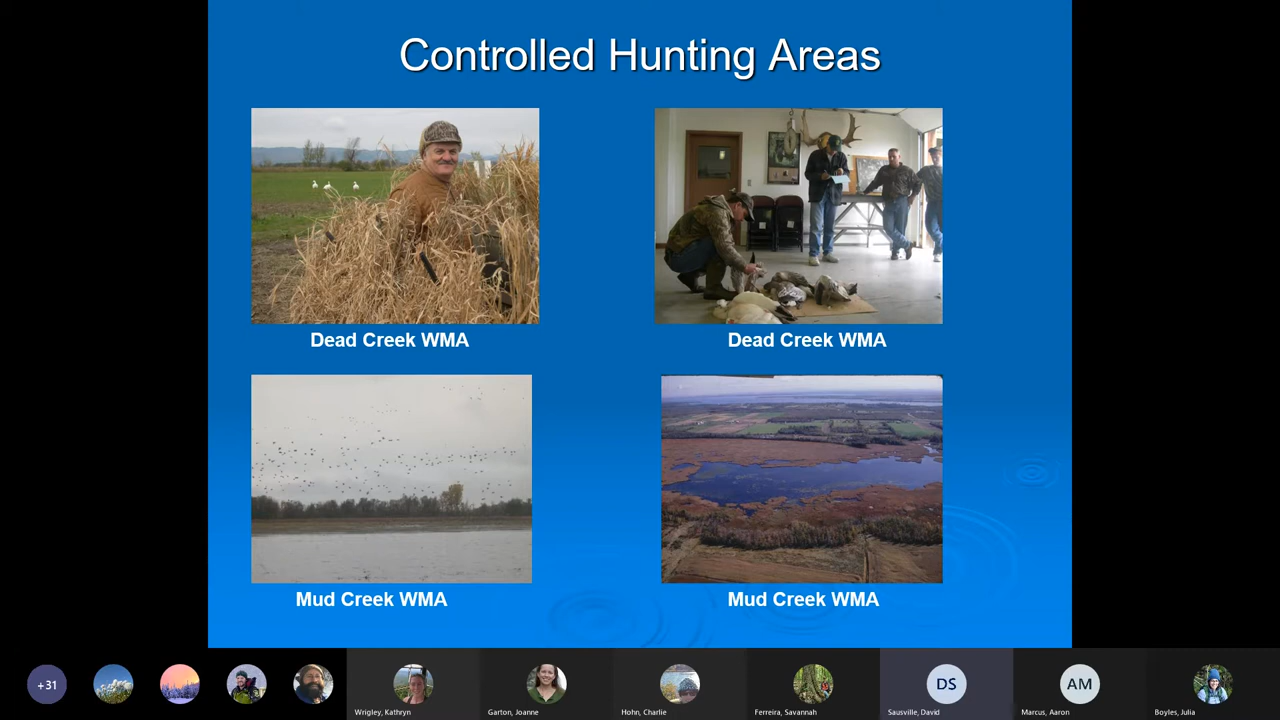 Controlled Hunting Areas
Dead Creek WMA
Dead Creek WMA
Mud Creek WMA
Mud Creek WMA
+31
Wrigley, Kathryn
Garton, Joanne
Hohn, Charlie
Ferreira, Savannah
DS
Sausville, David
AM
Marcus, Aaron
Boyles, Julia